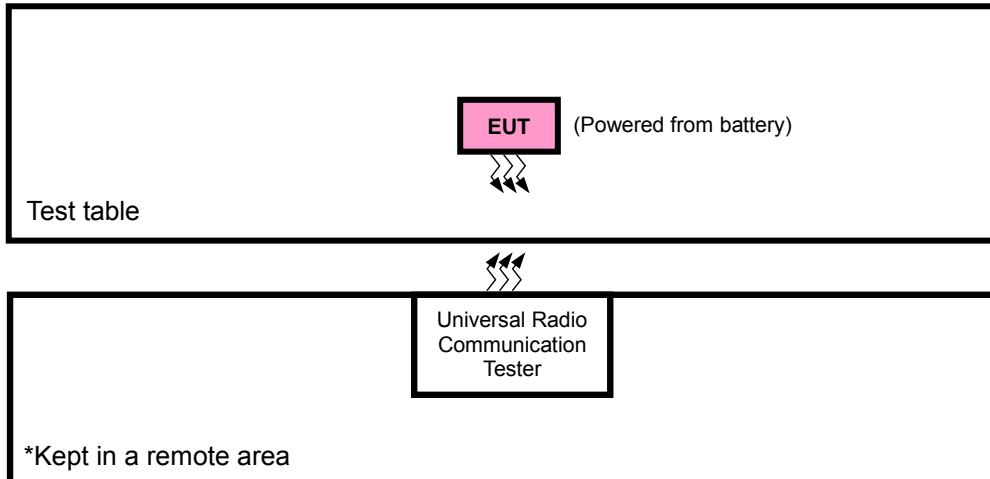 EUT
(Powered from battery)
Test table
Universal Radio
Communication
Tester
*Kept in a remote area